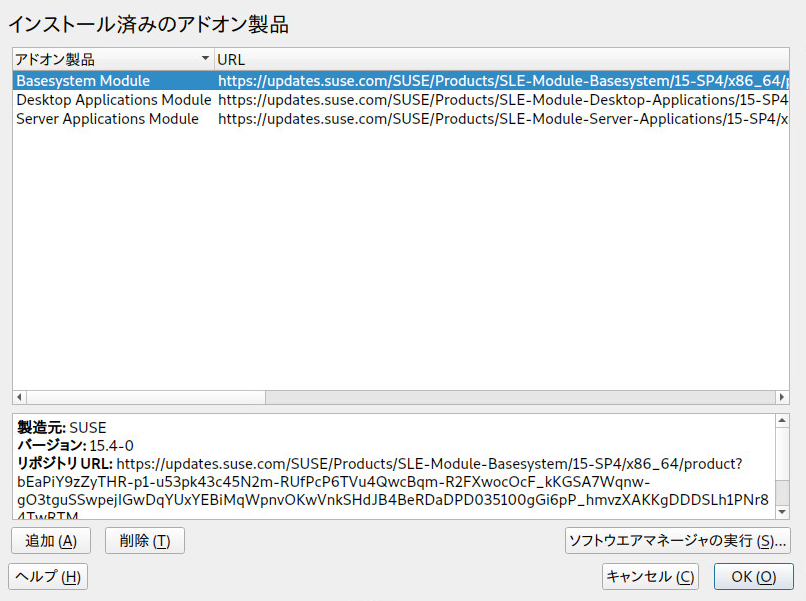 インストール済みのアドオン製品
アドオン製品 URL
Basesystem Module https://updates.suse.com/SUSE/Products/SLE-Module-Basesystem/15-SP4/x86_64/p
Desktop Applications Module https://updates.suse.com/SUSE/Products/SLE-Module-Desktop-Applications/15-SP4
Server Applications Module https://updates.suse.com/SUSE/Products/SLE-Module-Server-Applications/15-SP4/x
製造元: SUSE
バージョン: 15.4-0
リポジトリ URL: https://updates.suse.com/SUSE/Products/SLE-Module-Basesystem/15-SP4/x86_64/product?
bEaPiY9zZyTHR-p1-u53pk43c45N2m-RUfPcP6TVu4QwcBqm-R2FXwocOcF_kKGSA7Wqnw-
gO3tguSSwpejIGwDqYUxYEBiMqWpnvOKwVnkSHdJB4BeRDaDPD035100gGi6pP_hmvzXAKKgDDDSLh1PNr8
4TwRTM
追加 (A) 削除 (T) ソフトウエアマネージャの実行 (S)...
ヘルプ (H) キャンセル (C) OK (O)